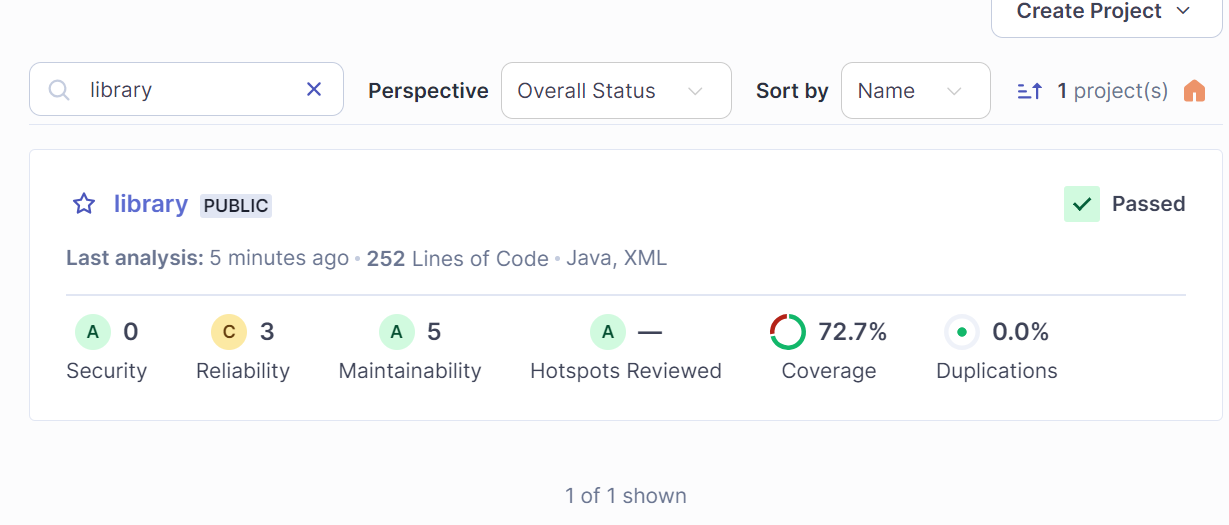 Create Project
library Perspective Overall Status Sort by Name 1 project(s)
library PUBLIC Passed
Last analysis: 5 minutes ago • 252 Lines of Code • Java, XML
A 0 C 3 A 5 A — 72.7% 0.0%
Security Reliability Maintainability Hotspots Reviewed Coverage Duplications
1 of 1 shown